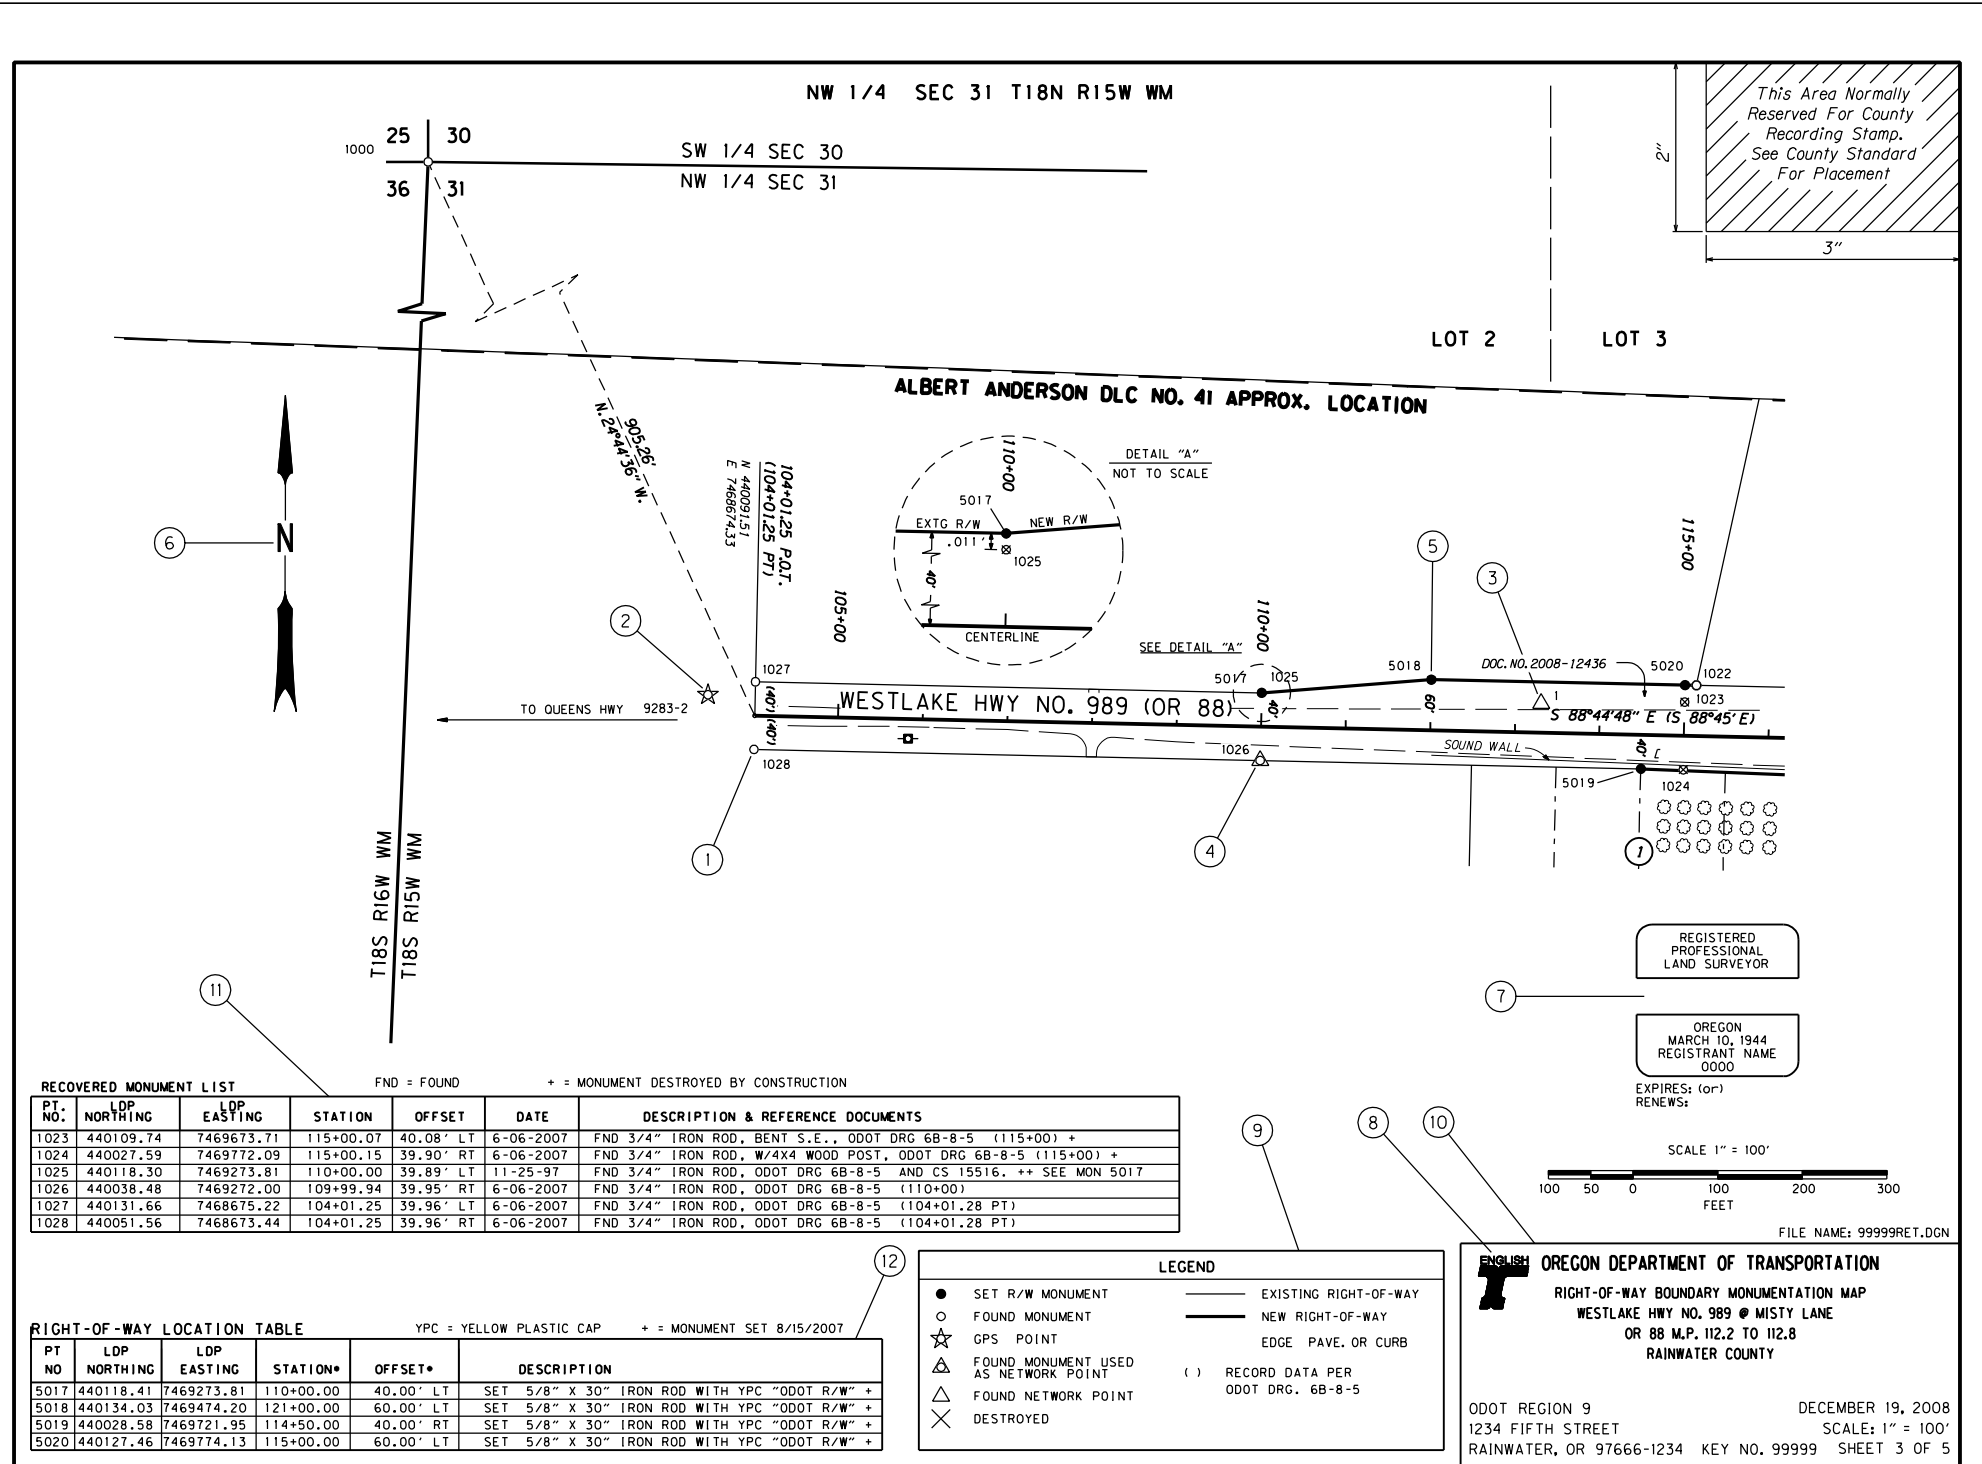 NW 1/4 SEC 31 T18N R15W WM
This Area Normally
Reserved For County
Recording Stamp.
See County Standard
For Placement
2"
3"
25 30
1000
36 31
SW 1/4 SEC 30
NW 1/4 SEC 31
LOT 2 LOT 3
ALBERT ANDERSON DLC NO. 41 APPROX. LOCATION
905.26'
N. 24°44'36" W.
104+01.25 P.O.T.
(104+01.25 PT)
N 440091.51
E 7468674.33
110+00
5017
EXTG R/W
NEW R/W
.011'
1025
40'
CENTERLINE
DETAIL "A"
NOT TO SCALE
6
N
2
105+00
110+00
115+00
5
3
SEE DETAIL "A"
1027
5017
1025
5018
DOC. NO. 2008-12436
5020
1022
1023
1
TO QUEENS HWY 9283-2
(40')
(40')
WESTLAKE HWY NO. 989 (OR 88)
40'
60'
S 88°44'48" E (S 88°45' E)
1028
1026
SOUND WALL
40'
5019
1024
1
4
1
T18S R16W WM
T18S R15W WM
REGISTERED
PROFESSIONAL
LAND SURVEYOR
7
OREGON
MARCH 10, 1944
REGISTRANT NAME
0000
EXPIRES: (or)
RENEWS:
11
RECOVERED MONUMENT LIST FND = FOUND + = MONUMENT DESTROYED BY CONSTRUCTION
PT. NO. LDP NORTHING LDP EASTING STATION OFFSET DATE DESCRIPTION & REFERENCE DOCUMENTS
1023 440109.74 7469673.71 115+00.07 40.08' LT 6-06-2007 FND 3/4" IRON ROD, BENT S.E., ODOT DRG 6B-8-5 (115+00) +
1024 440027.59 7469772.09 115+00.15 39.90' RT 6-06-2007 FND 3/4" IRON ROD, W/4X4 WOOD POST, ODOT DRG 6B-8-5 (115+00) +
1025 440118.30 7469273.81 110+00.00 39.89' LT 11-25-97 FND 3/4" IRON ROD, ODOT DRG 6B-8-5 AND CS 15516. ++ SEE MON 5017
1026 440038.48 7469272.00 109+99.94 39.95' RT 6-06-2007 FND 3/4" IRON ROD, ODOT DRG 6B-8-5 (110+00)
1027 440131.66 7468675.22 104+01.25 39.96' LT 6-06-2007 FND 3/4" IRON ROD, ODOT DRG 6B-8-5 (104+01.28 PT)
1028 440051.56 7468673.44 104+01.25 39.96' RT 6-06-2007 FND 3/4" IRON ROD, ODOT DRG 6B-8-5 (104+01.28 PT)
9
8
10
SCALE 1" = 100'
100 50 0 100 200 300
FEET
FILE NAME: 99999RET.DGN
12
RIGHT-OF-WAY LOCATION TABLE YPC = YELLOW PLASTIC CAP + = MONUMENT SET 8/15/2007
PT NO LDP NORTHING LDP EASTING STATION• OFFSET• DESCRIPTION
5017 440118.41 7469273.81 110+00.00 40.00' LT SET 5/8" X 30" IRON ROD WITH YPC "ODOT R/W" +
5018 440134.03 7469474.20 121+00.00 60.00' LT SET 5/8" X 30" IRON ROD WITH YPC "ODOT R/W" +
5019 440028.58 7469721.95 114+50.00 40.00' RT SET 5/8" X 30" IRON ROD WITH YPC "ODOT R/W" +
5020 440127.46 7469774.13 115+00.00 60.00' LT SET 5/8" X 30" IRON ROD WITH YPC "ODOT R/W" +
LEGEND
SET R/W MONUMENT
FOUND MONUMENT
GPS POINT
FOUND MONUMENT USED
AS NETWORK POINT
FOUND NETWORK POINT
DESTROYED
EXISTING RIGHT-OF-WAY
NEW RIGHT-OF-WAY
EDGE PAVE. OR CURB
( ) RECORD DATA PER
ODOT DRG. 6B-8-5
ENGLISH
OREGON DEPARTMENT OF TRANSPORTATION
RIGHT-OF-WAY BOUNDARY MONUMENTATION MAP
WESTLAKE HWY NO. 989 @ MISTY LANE
OR 88 M.P. 112.2 TO 112.8
RAINWATER COUNTY
ODOT REGION 9 DECEMBER 19, 2008
1234 FIFTH STREET SCALE: 1" = 100'
RAINWATER, OR 97666-1234 KEY NO. 99999 SHEET 3 OF 5